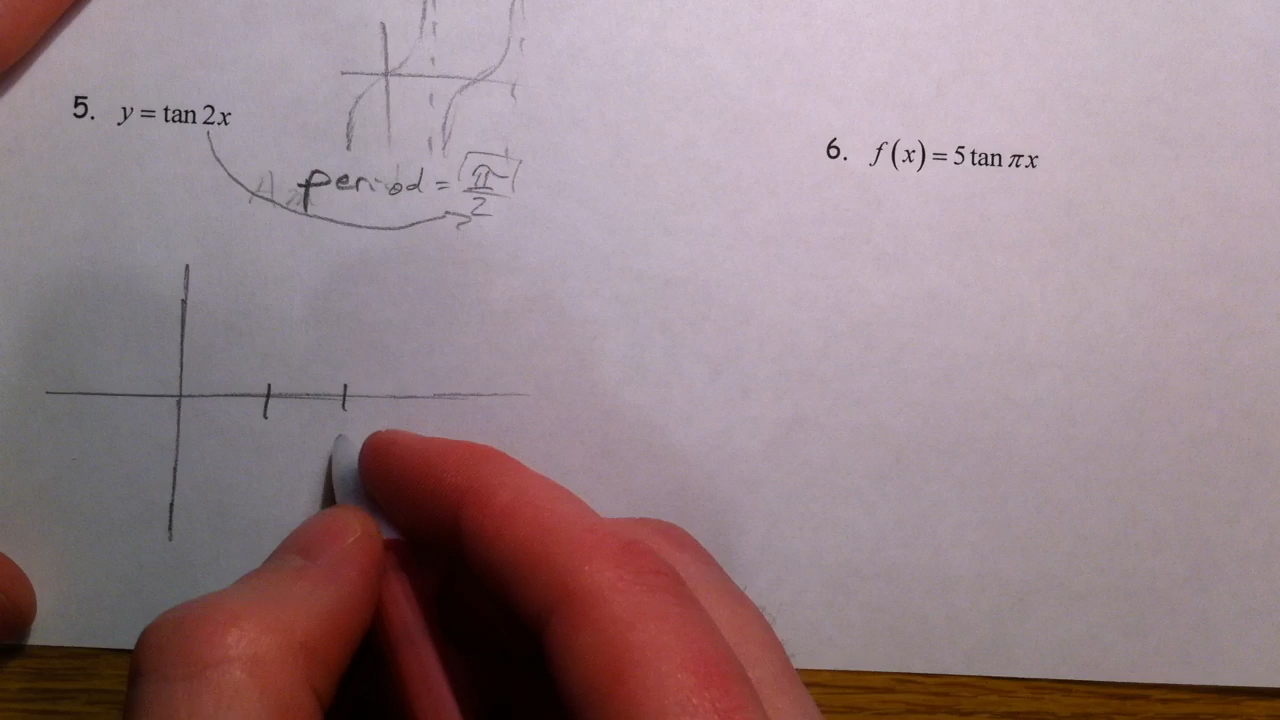 5. y = tan 2x
period = π/2
6. f(x) = 5 tan πx